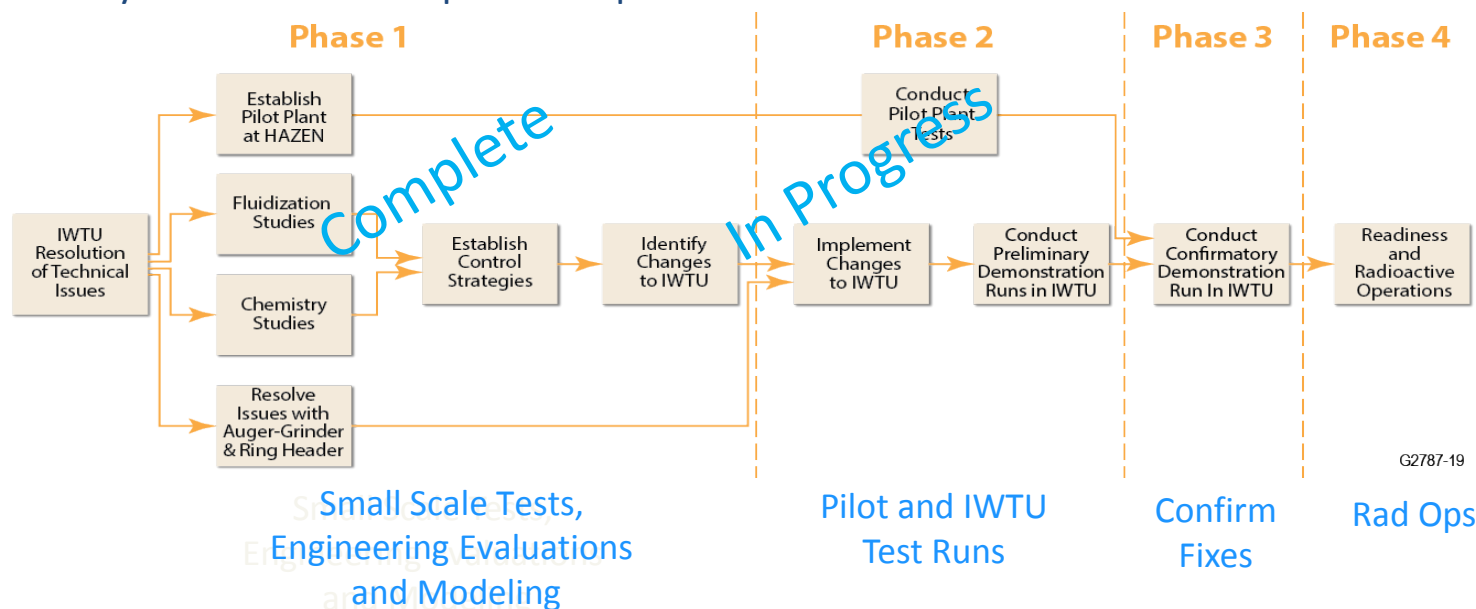 Phase 1
Phase 2
Phase 3
Phase 4
Establish
Pilot Plant
at HAZEN
Conduct
Pilot Plant
Tests
Complete
In Progress
Fluidization
Studies
IWTU
Resolution
of Technical
Issues
Establish
Control
Strategies
Identify
Changes
to IWTU
Implement
Changes
to IWTU
Conduct
Preliminary
Demonstration
Runs in IWTU
Conduct
Confirmatory
Demonstration
Run In IWTU
Readiness
and
Radioactive
Operations
Chemistry
Studies
Resolve
Issues with
Auger-Grinder
& Ring Header
G2787-19
Small Scale Tests,
Engineering Evaluations
and Modeling
Pilot and IWTU
Test Runs
Confirm
Fixes
Rad Ops